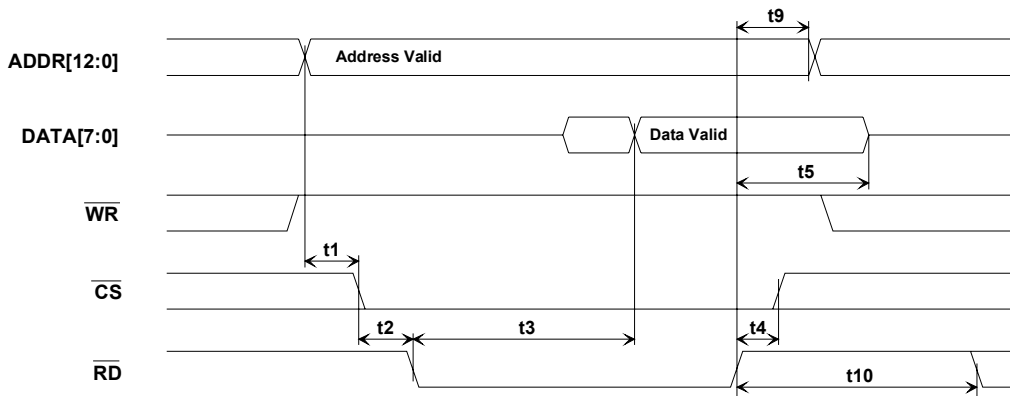 t9
ADDR[12:0] Address Valid
DATA[7:0] Data Valid
t5
WR
t1
CS
t2 t3 t4
RD
t10